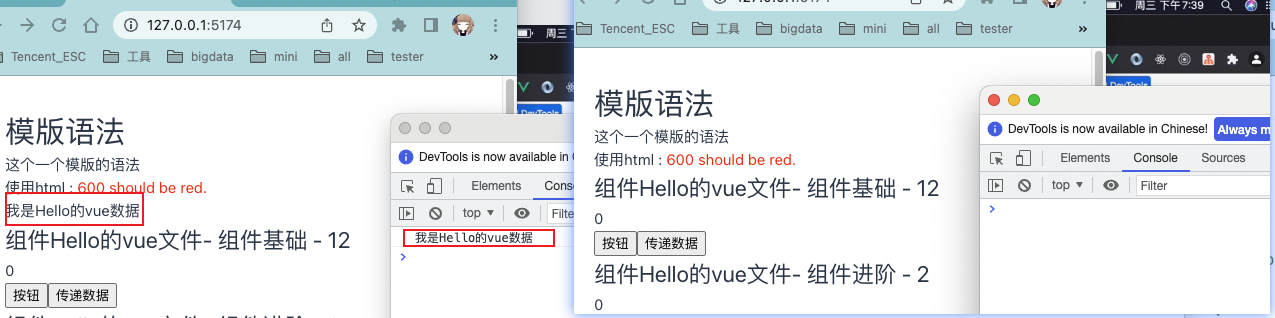 127.0.0.1:5174
Tencent_ESC 工具 bigdata mini all tester »
周三
DevTools
模版语法
这个一个模版的语法
使用html : 600 should be red.
我是Hello的vue数据
组件Hello的vue文件- 组件基础 - 12
0
按钮 传递数据
DevTools is now available in
Elements
top ▼
我是Hello的vue数据
›
Tencent_ESC 工具 bigdata mini all tester »
周三 下午7:39
DevTools
模版语法
这个一个模版的语法
使用html : 600 should be red.
组件Hello的vue文件- 组件基础 - 12
0
按钮 传递数据
组件Hello的vue文件- 组件进阶 - 2
0
DevTools is now available in Chinese! Always m
Elements Console Sources
top ▼ Filter
›